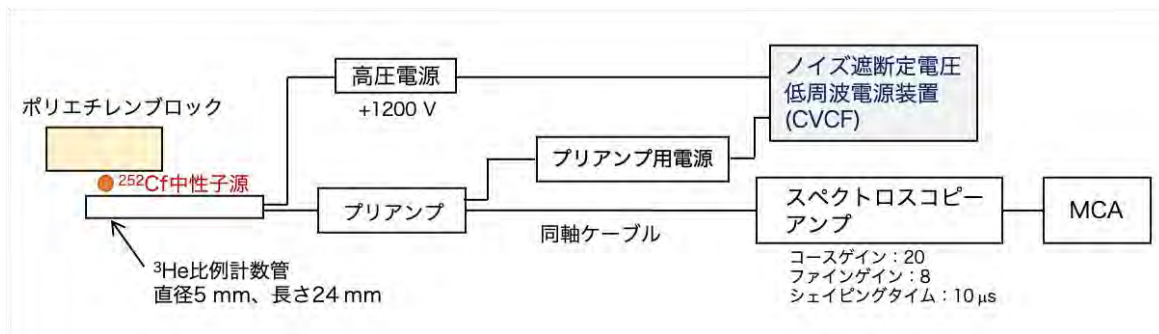 高圧電源
+1200 V
ノイズ遮断定電圧
低周波電源装置
(CVCF)
ポリエチレンブロック
プリアンプ用電源
²⁵²Cf中性子源
プリアンプ
同軸ケーブル
スペクトロスコピー
アンプ
MCA
コースゲイン：20
ファインゲイン：8
シェイピングタイム：10 μs
³He比例計数管
直径5 mm、長さ24 mm